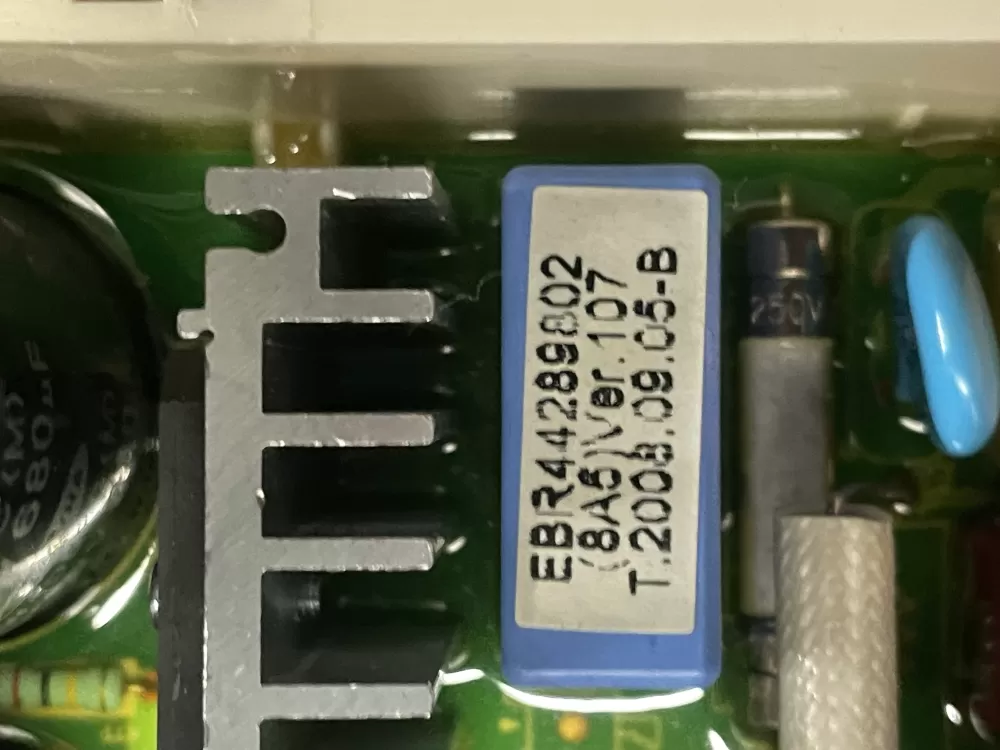 EBR44289802
(8A5)Ver.107
T.2008.09.05-B
250V
680µF
(M)